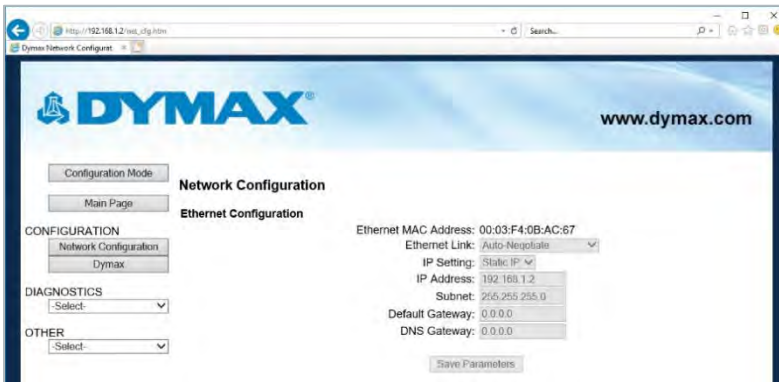 http://192.168.1.2/net_cfg.htm
Search...
Dymax Network Configurat...
DYMAX®
www.dymax.com
Configuration Mode
Main Page
CONFIGURATION
Network Configuration
Dymax
DIAGNOSTICS
-Select-
OTHER
-Select-
Network Configuration
Ethernet Configuration
Ethernet MAC Address: 00:03:F4:0B:AC:67
Ethernet Link: Auto-Negotiate
IP Setting: Static IP
IP Address: 192.168.1.2
Subnet: 255.255.255.0
Default Gateway: 0.0.0.0
DNS Gateway: 0.0.0.0
Save Parameters